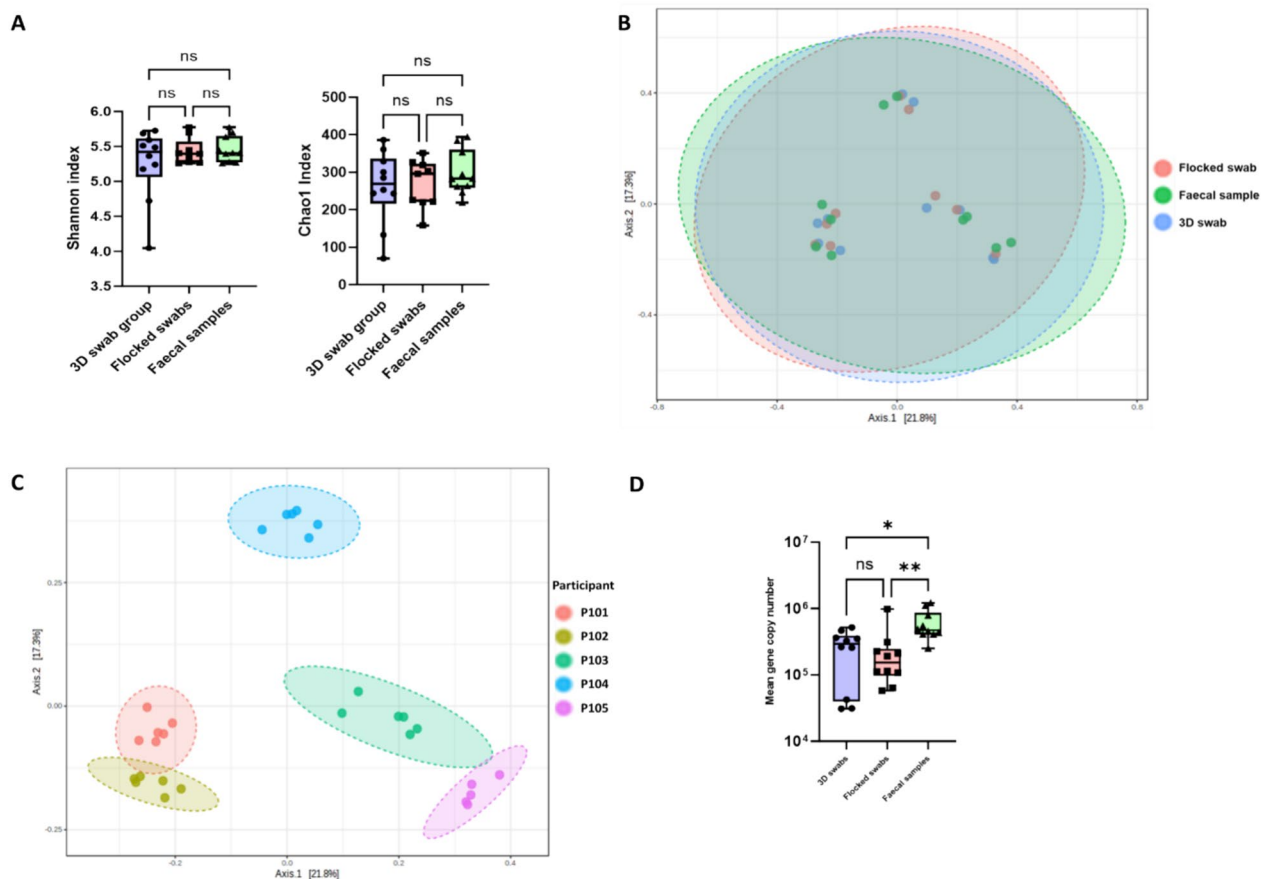 A
ns
ns
ns
Shannon index
6.0
5.5
5.0
4.5
4.0
3.5
3D swab group
Flocked swabs
Faecal samples
ns
ns
ns
Chao1 Index
500
400
300
200
100
0
3D swab group
Flocked swabs
Faecal samples
B
Axis.2 [17.3%]
0.4
0.0
-0.4
-0.8
-0.4
0.0
0.4
0.8
Axis.1 [21.8%]
Flocked swab
Faecal sample
3D swab
C
Axis.2 [17.3%]
0.25
0.00
-0.25
-0.2
0.0
0.2
0.4
Axis.1 [21.8%]
Participant
P101
P102
P103
P104
P105
D
*
ns
**
Mean gene copy number
10⁷
10⁶
10⁵
10⁴
3D swabs
Flocked swabs
Faecal samples